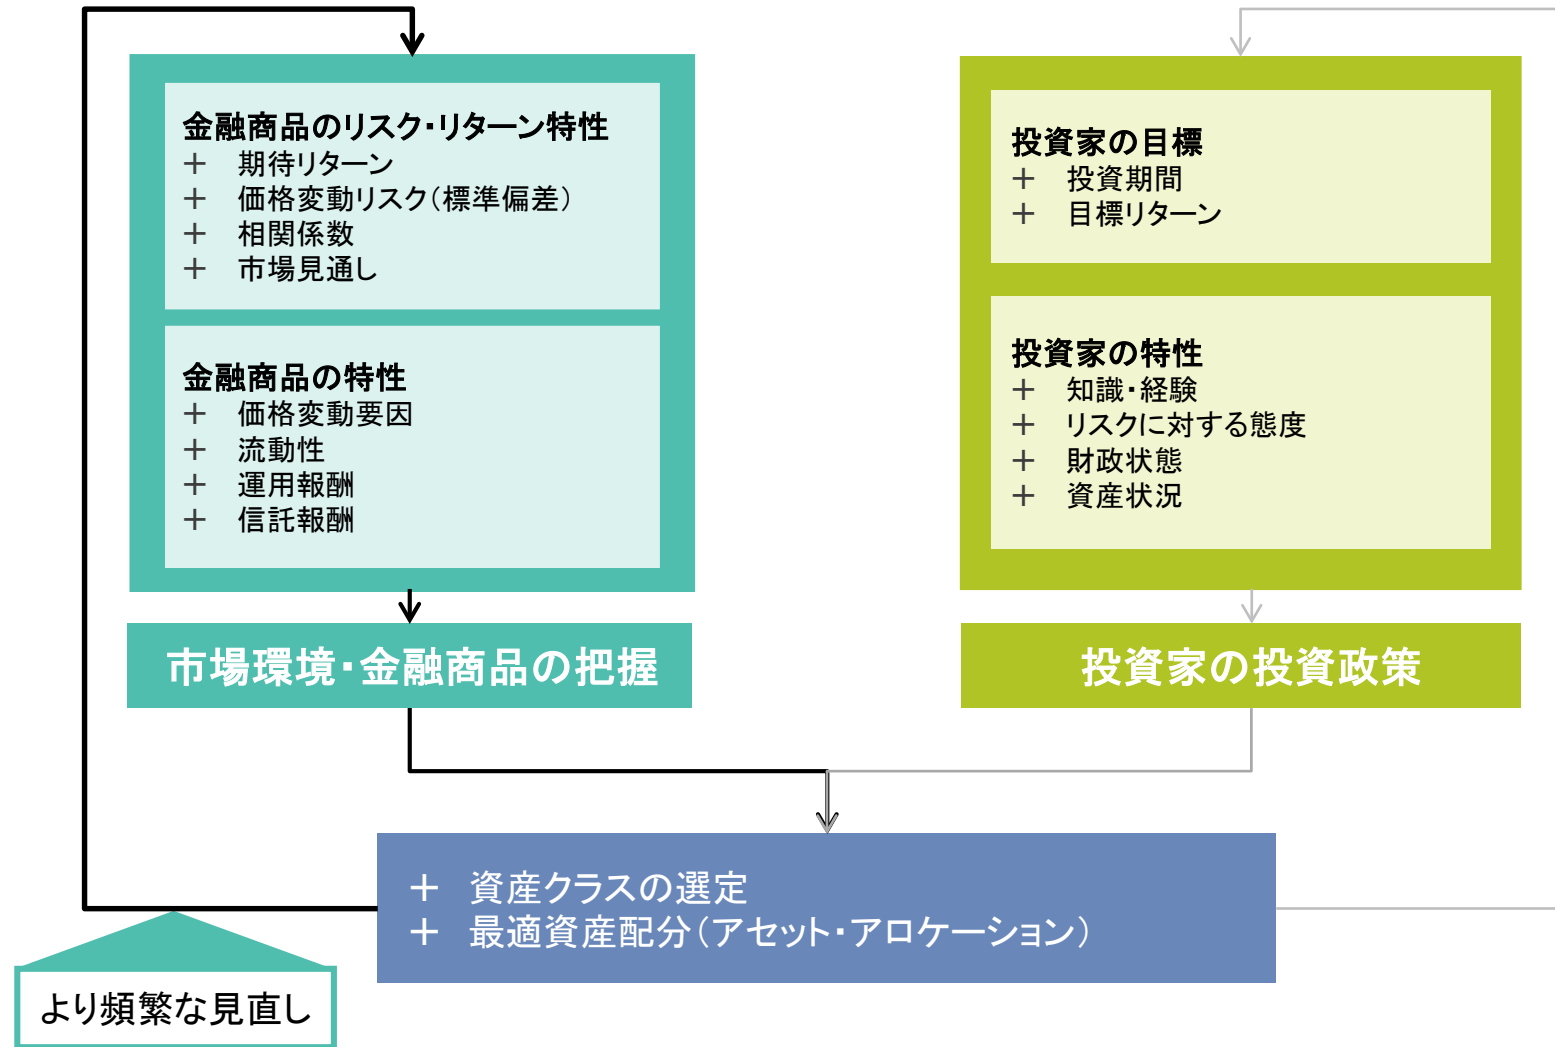 金融商品のリスク・リターン特性
＋ 期待リターン
＋ 価格変動リスク（標準偏差）
＋ 相関係数
＋ 市場見通し
金融商品の特性
＋ 価格変動要因
＋ 流動性
＋ 運用報酬
＋ 信託報酬
市場環境・金融商品の把握
投資家の目標
＋ 投資期間
＋ 目標リターン
投資家の特性
＋ 知識・経験
＋ リスクに対する態度
＋ 財政状態
＋ 資産状況
投資家の投資政策
＋ 資産クラスの選定
＋ 最適資産配分（アセット・アロケーション）
より頻繁な見直し